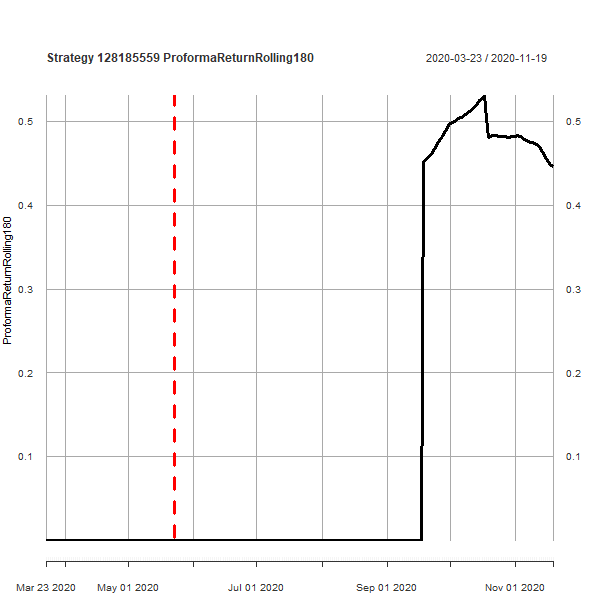 Strategy 128185559 ProformaReturnRolling180
2020-03-23 / 2020-11-19
ProformaReturnRolling180
0.5
0.4
0.3
0.2
0.1
0.5
0.4
0.3
0.2
0.1
Mar 23 2020
May 01 2020
Jul 01 2020
Sep 01 2020
Nov 01 2020